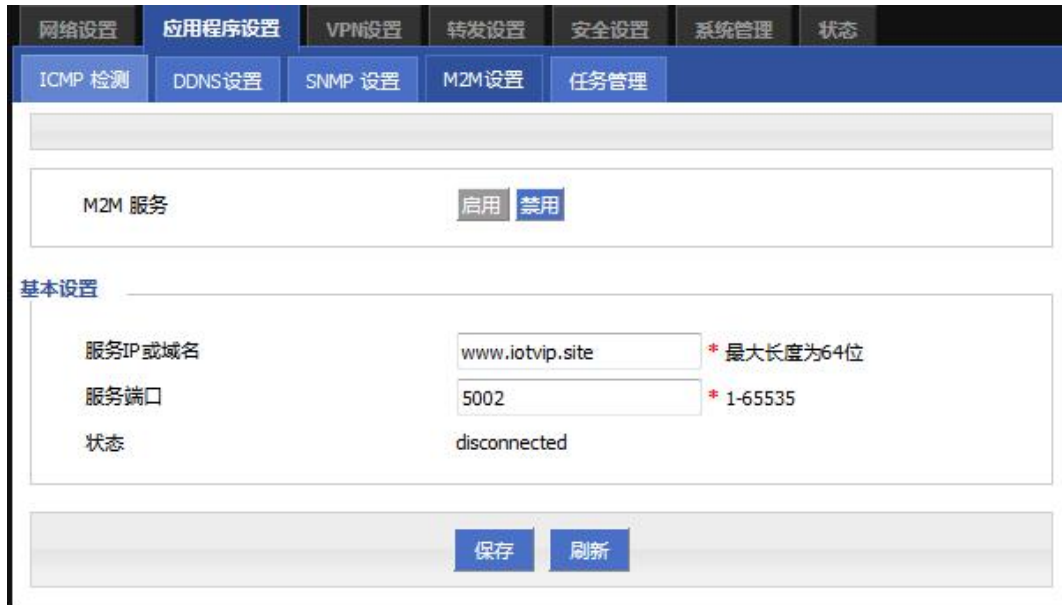 网络设置 应用程序设置 VPN设置 转发设置 安全设置 系统管理 状态
ICMP 检测 DDNS设置 SNMP 设置 M2M设置 任务管理
M2M 服务 启用 禁用
基本设置
服务IP或域名 www.iotvip.site * 最大长度为64位
服务端口 5002 * 1-65535
状态 disconnected
保存 刷新